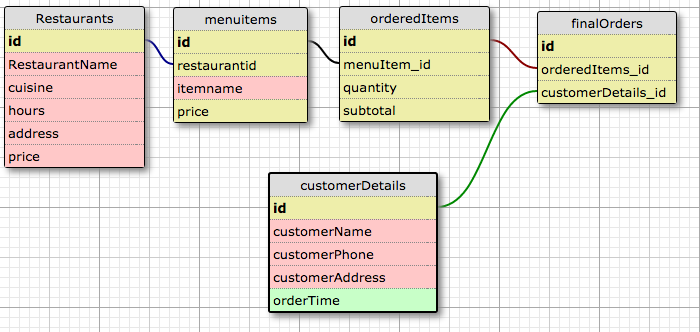 Restaurants
id
RestaurantName
cuisine
hours
address
price
menuitems
id
restaurantid
itemname
price
orderedItems
id
menuItem_id
quantity
subtotal
finalOrders
id
orderedItems_id
customerDetails_id
customerDetails
id
customerName
customerPhone
customerAddress
orderTime